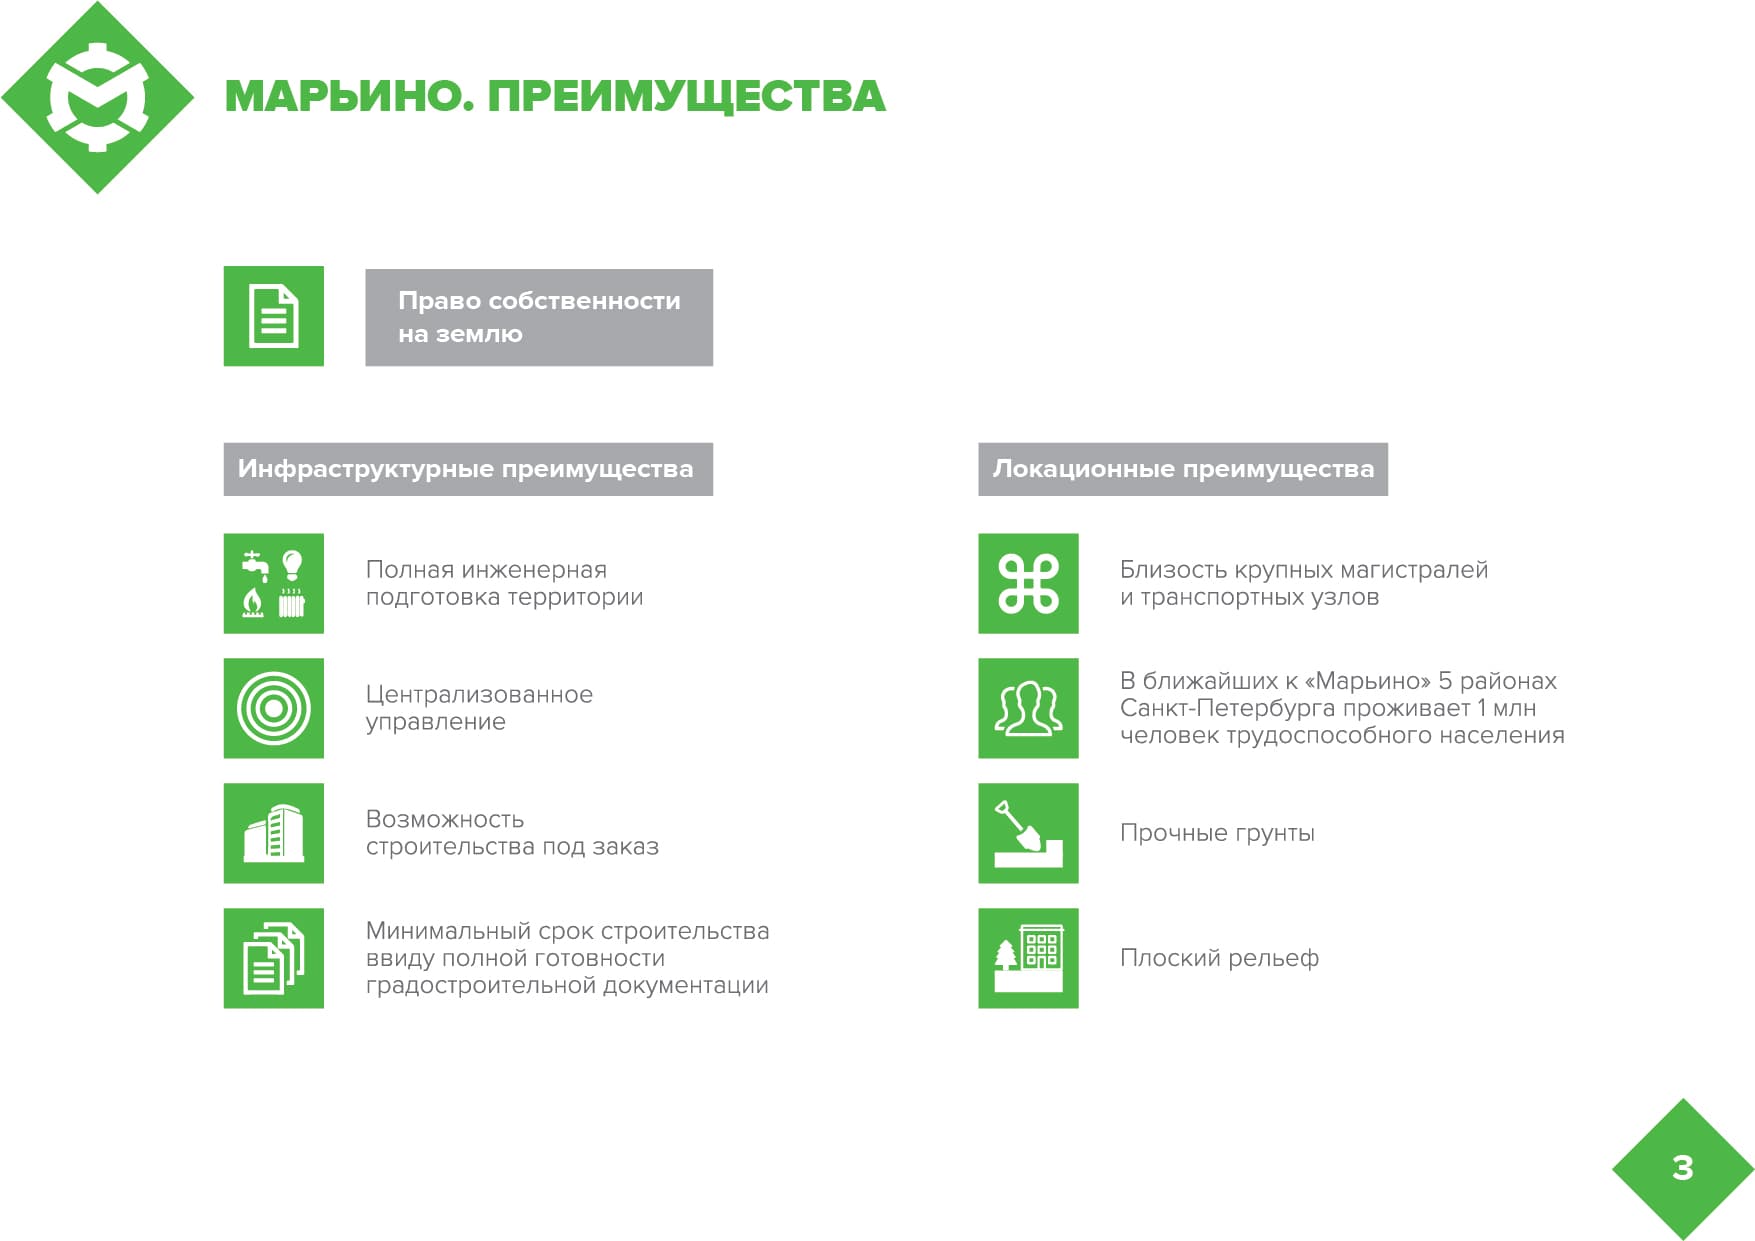 МАРЬИНО. ПРЕИМУЩЕСТВА
Право собственности
на землю
Инфраструктурные преимущества
Полная инженерная
подготовка территории
Централизованное
управление
Возможность
строительства под заказ
Минимальный срок строительства
ввиду полной готовности
градостроительной документации
Локационные преимущества
Близость крупных магистралей
и транспортных узлов
В ближайших к «Марьино» 5 районах
Санкт-Петербурга проживает 1 млн
человек трудоспособного населения
Прочные грунты
Плоский рельеф
3